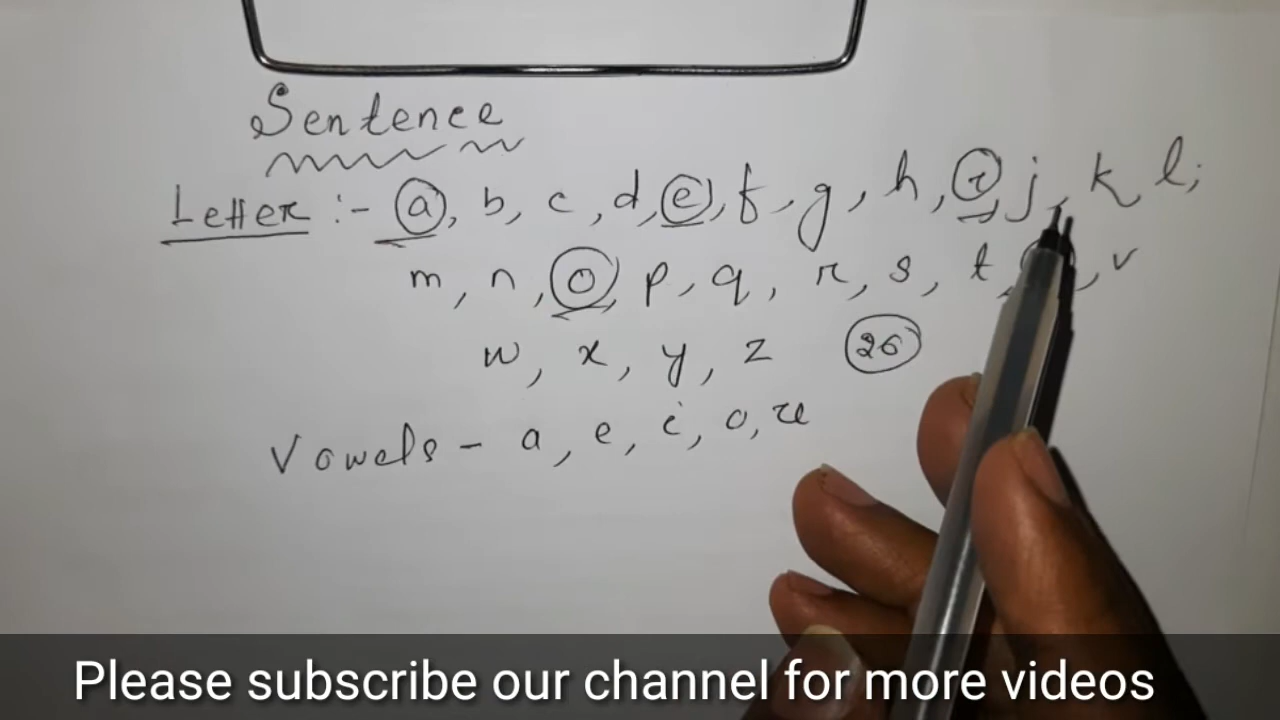 Sentence
Letter :- a, b, c, d, e, f, g, h, i, j, k, l,
m, n, o, p, q, r, s, t, , v
w, x, y, z 26
Vowels - a, e, i, o, u
Please subscribe our channel for more videos